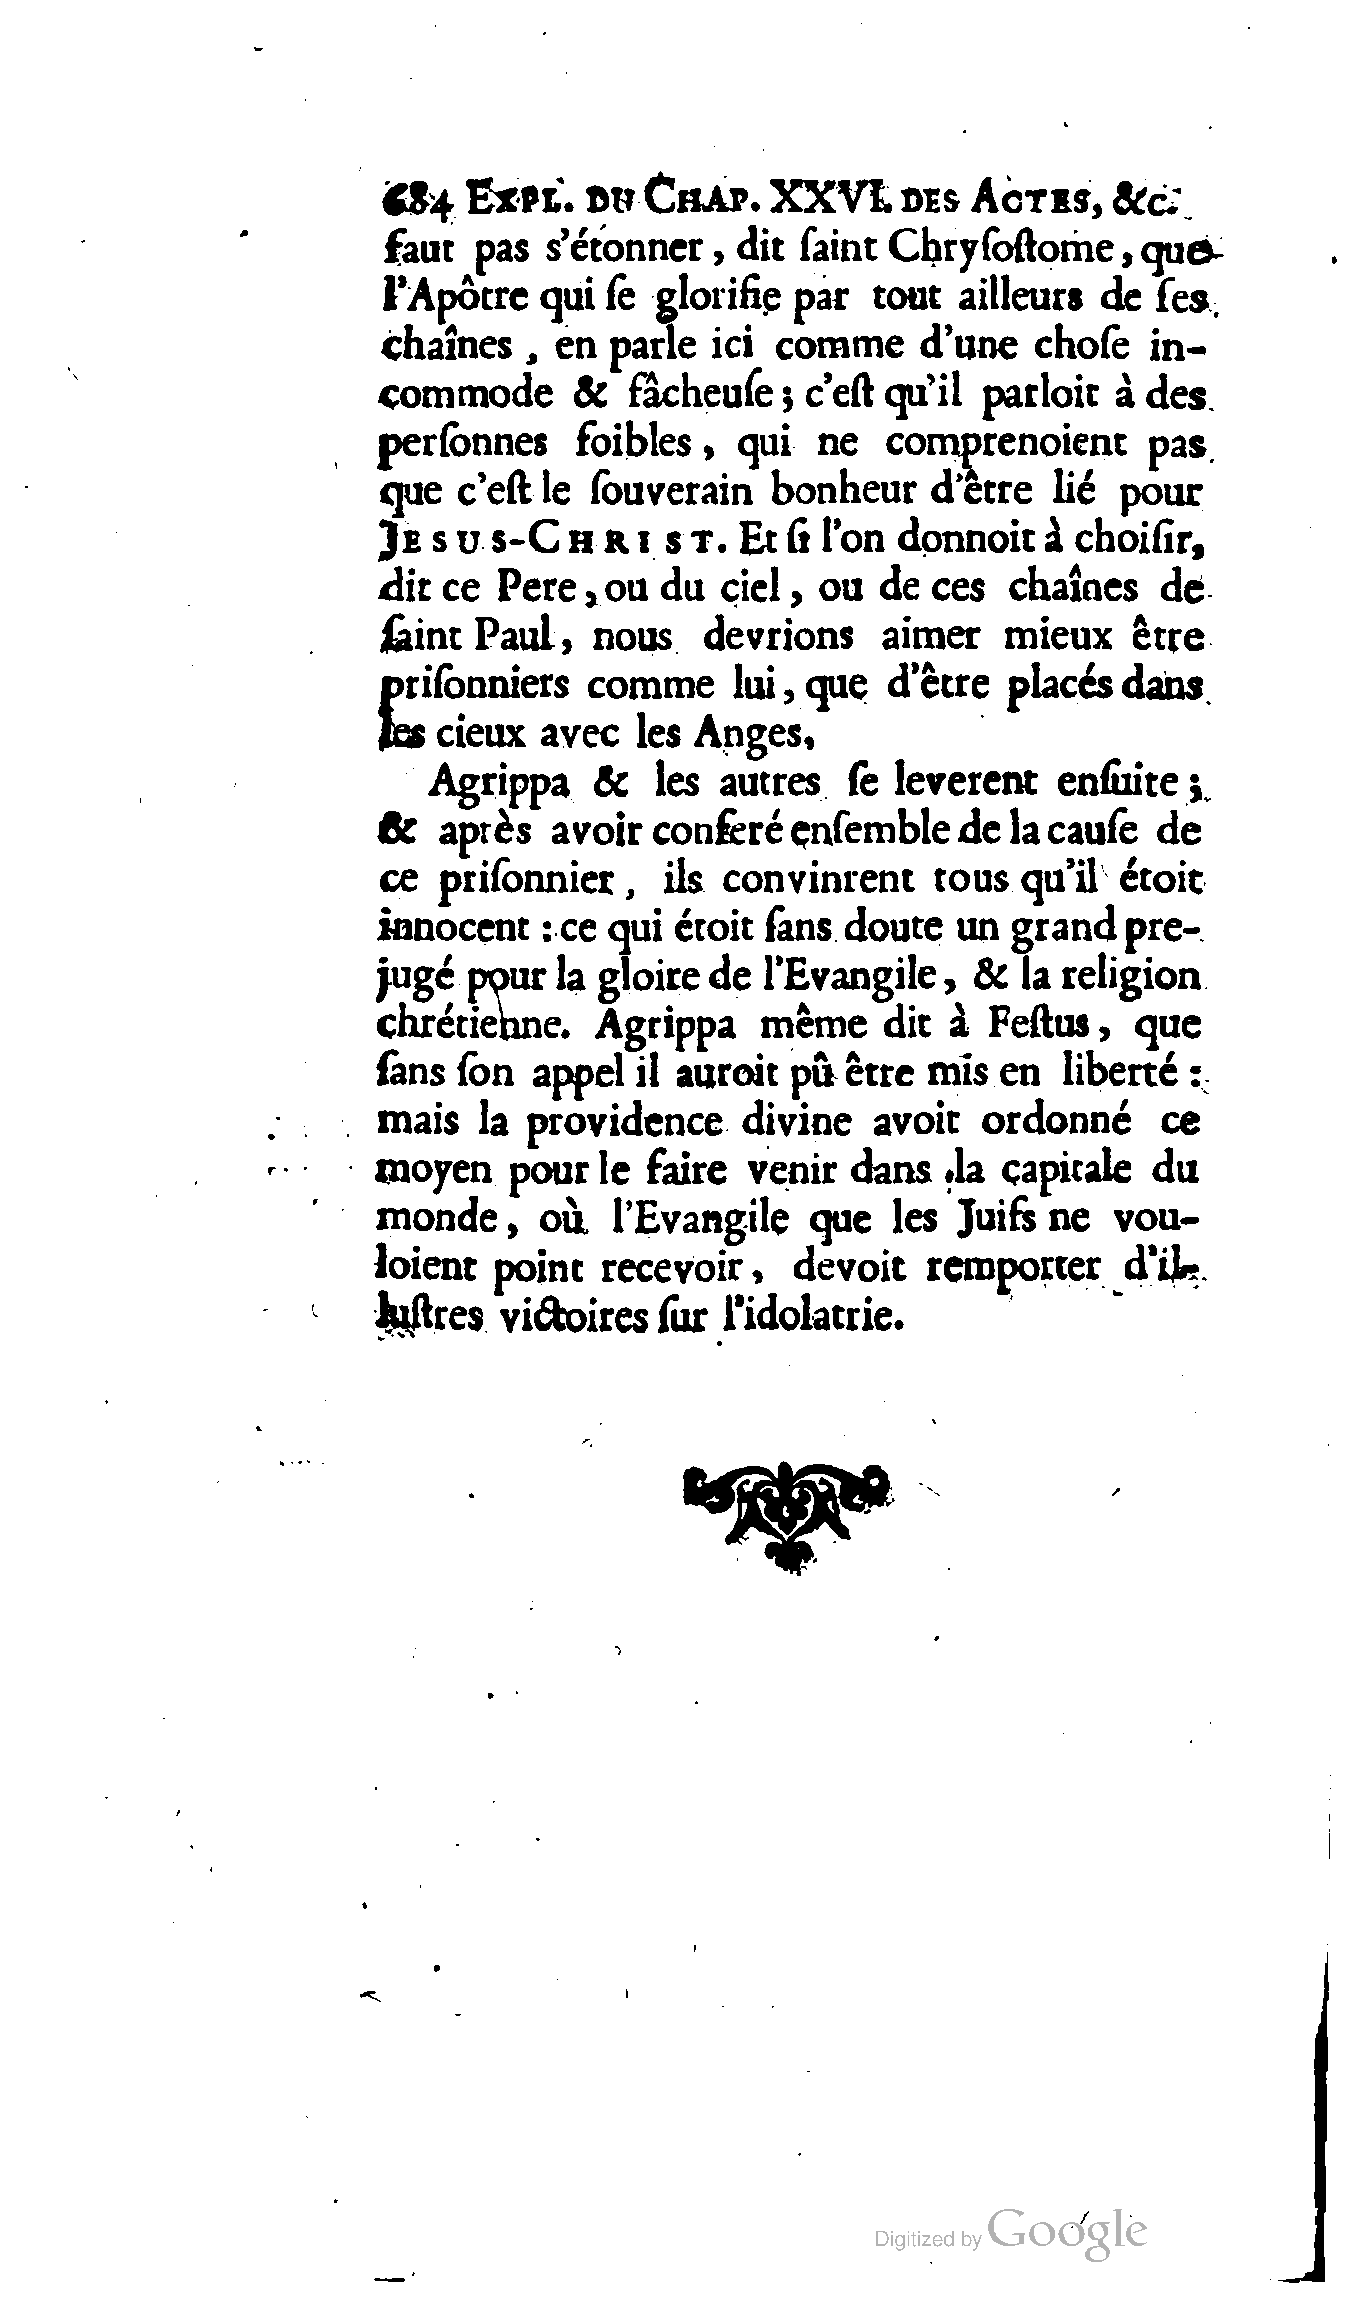 684 EXPL. DU CHAP. XXVI. DES ACTES, &c.
faut pas s'étonner, dit ſaint Chryſoſtome, que
l'Apôtre qui ſe glorifie par tout ailleurs de ſes
chaînes, en parle ici comme d'une choſe in-
commode & fâcheuſe; c'eſt qu'il parloit à des
perſonnes foibles, qui ne comprenoient pas
que c'eſt le ſouverain bonheur d'être lié pour
JESUS-CHRIST. Et ſi l'on donnoit à choiſir,
dit ce Pere, ou du ciel, ou de ces chaînes de
ſaint Paul, nous devrions aimer mieux être
priſonniers comme lui, que d'être placés dans
les cieux avec les Anges.
Agrippa & les autres ſe leverent enſuite;
& après avoir conferé enſemble de la cauſe de
ce priſonnier, ils convinrent tous qu'il étoit
innocent: ce qui étoit ſans doute un grand pre-
jugé pour la gloire de l'Evangile, & la religion
chrétienne. Agrippa même dit à Feſtus, que
ſans ſon appel il auroit pû être mis en liberté:
mais la providence divine avoit ordonné ce
moyen pour le faire venir dans la capitale du
monde, où l'Evangile que les Juifs ne vou-
loient point recevoir, devoit remporter d'il-
luſtres victoires ſur l'idolatrie.
Digitized by Google